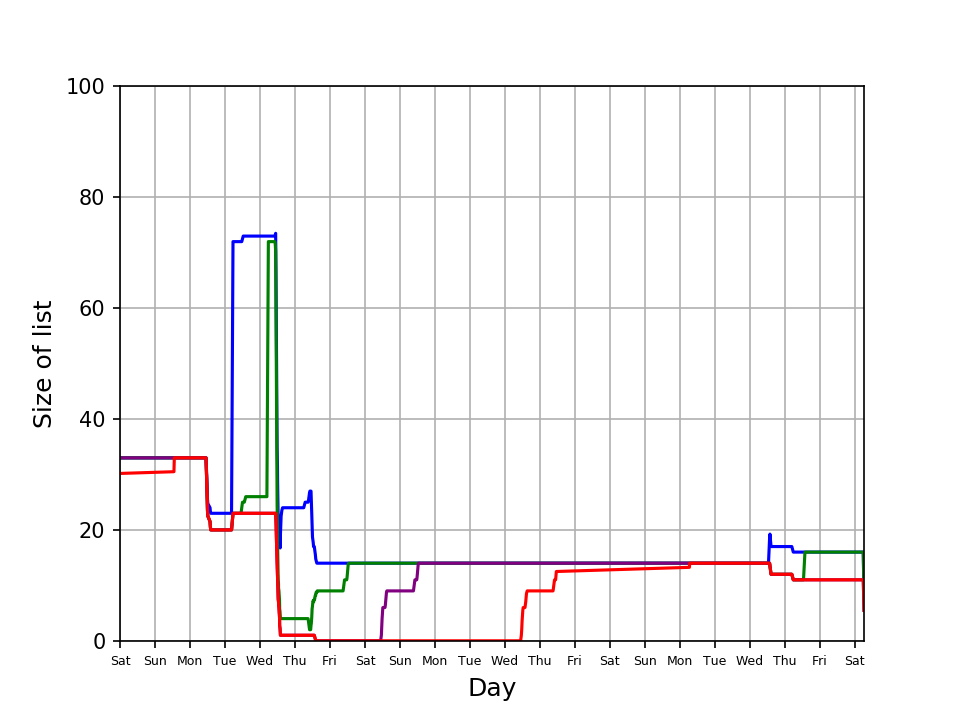 100
80
60
40
20
0
Size of list
Sat Sun Mon Tue Wed Thu Fri Sat Sun Mon Tue Wed Thu Fri Sat Sun Mon Tue Wed Thu Fri Sat
Day